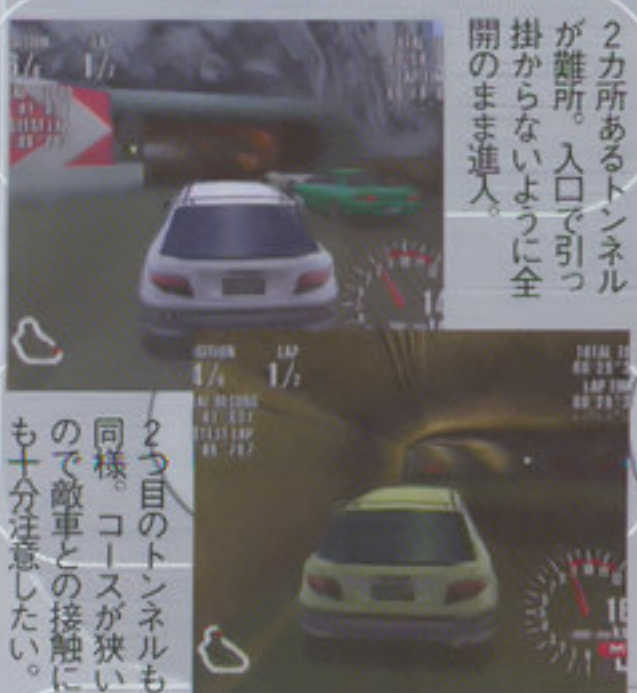 2カ所あるトンネル
が難所。入口で引っ
掛からないように全
開のまま進入。
LAP
1/2
LAP
1/2
2つ目のトンネルも
同様。コースが狭い
ので敵車との接触に
も十分注意したい。